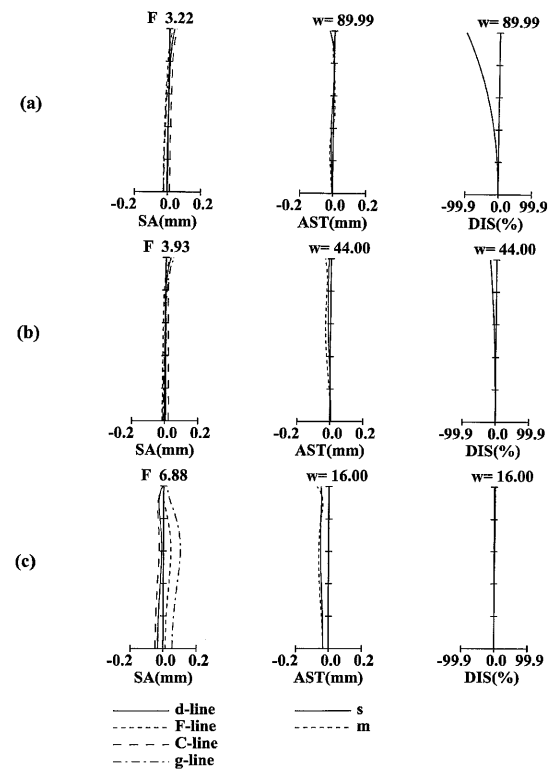 F 3.22 w= 89.99 w= 89.99
(a)
-0.2 0.0 0.2 -0.2 0.0 0.2 -99.9 0.0 99.9
SA(mm) AST(mm) DIS(%)
F 3.93 w= 44.00 w= 44.00
(b)
-0.2 0.0 0.2 -0.2 0.0 0.2 -99.9 0.0 99.9
SA(mm) AST(mm) DIS(%)
F 6.88 w= 16.00 w= 16.00
(c)
-0.2 0.0 0.2 -0.2 0.0 0.2 -99.9 0.0 99.9
SA(mm) AST(mm) DIS(%)
d-line s
F-line m
C-line
g-line